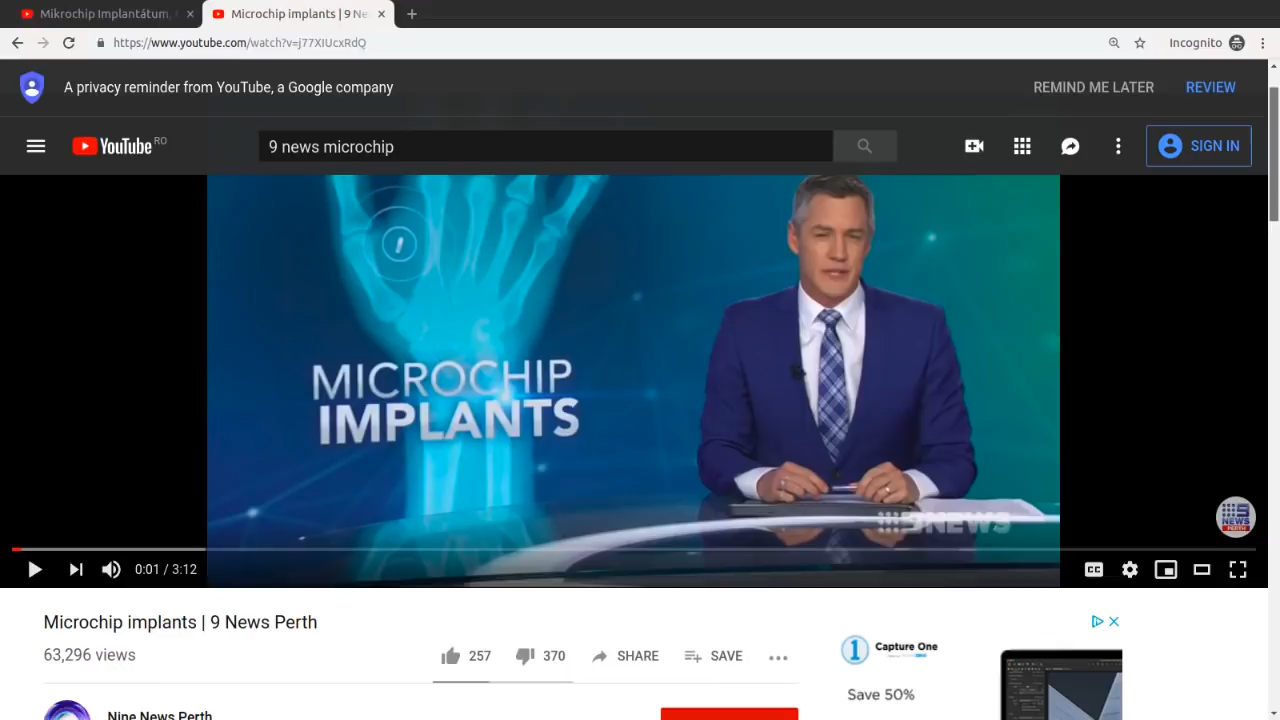 Mikrochip Implantátum,
Microchip implants | 9 Ne
https://www.youtube.com/watch?v=j77XIUcxRdQ
Incognito
A privacy reminder from YouTube, a Google company
REMIND ME LATER
REVIEW
YouTube RO
9 news microchip
SIGN IN
MICROCHIP
IMPLANTS
9NEWS
9
NEWS
PERTH
0:01 / 3:12
CC
Microchip implants | 9 News Perth
63,296 views
257
370
SHARE
SAVE
1
Capture One
Save 50%
Nine News Perth